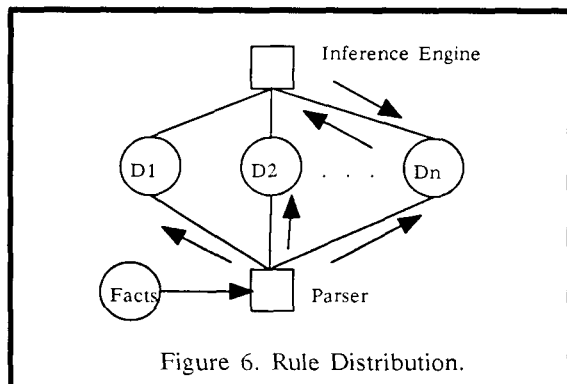 Inference Engine
D1 D2 . . . Dn
Facts
Parser
Figure 6. Rule Distribution.